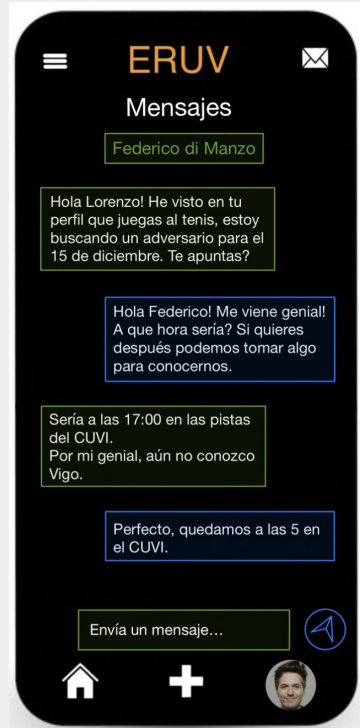 ERUV
Mensajes
Federico di Manzo
Hola Lorenzo! He visto en tu
perfil que juegas al tenis, estoy
buscando un adversario para el
15 de diciembre. Te apuntas?
Hola Federico! Me viene genial!
A que hora sería? Si quieres
después podemos tomar algo
para conocernos.
Sería a las 17:00 en las pistas
del CUVI.
Por mi genial, aún no conozco
Vigo.
Perfecto, quedamos a las 5 en
el CUVI.
Envía un mensaje...